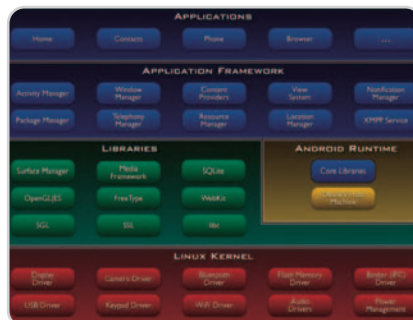 APPLICATIONS
Home Contacts Phone Browser ...
APPLICATION FRAMEWORK
Activity Manager Window Manager Content Providers View System Notification Manager
Package Manager Telephony Manager Resource Manager Location Manager XMPP Service
LIBRARIES
Surface Manager Media Framework SQLite
OpenGL|ES FreeType WebKit
SGL SSL libc
ANDROID RUNTIME
Core Libraries
Machine
LINUX KERNEL
Display Driver Camera Driver Bluetooth Driver Flash Memory Driver Binder (IPC) Driver
USB Driver Keypad Driver WiFi Driver Audio Drivers Power Management